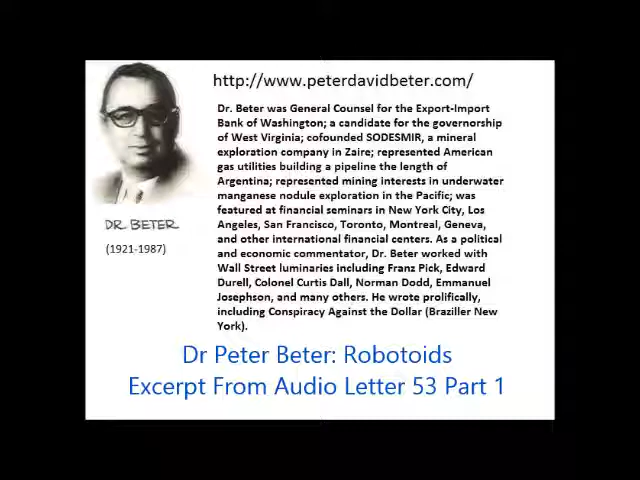 http://www.peterdavidbeter.com/
Dr. Beter was General Counsel for the Export-Import
Bank of Washington; a candidate for the governorship
of West Virginia; cofounded SODESMIR, a mineral
exploration company in Zaire; represented American
gas utilities building a pipeline the length of
Argentina; represented mining interests in underwater
manganese nodule exploration in the Pacific; was
featured at financial seminars in New York City, Los
Angeles, San Francisco, Toronto, Montreal, Geneva,
and other international financial centers. As a political
and economic commentator, Dr. Beter worked with
Wall Street luminaries including Franz Pick, Edward
Durell, Colonel Curtis Dall, Norman Dodd, Emmanuel
Josephson, and many others. He wrote prolifically,
including Conspiracy Against the Dollar (Braziller New
York).
DR. BETER
(1921-1987)
Dr Peter Beter: Robotoids
Excerpt From Audio Letter 53 Part 1